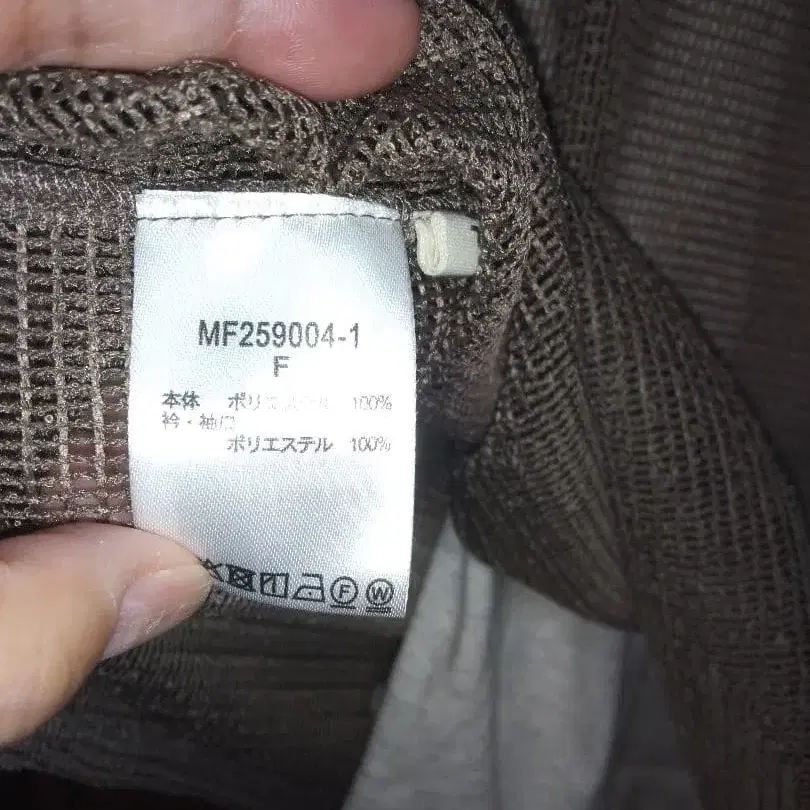 MF259004-1
F
本体 ポリエステル 100%
衿・袖口
ポリエステル 100%
F W